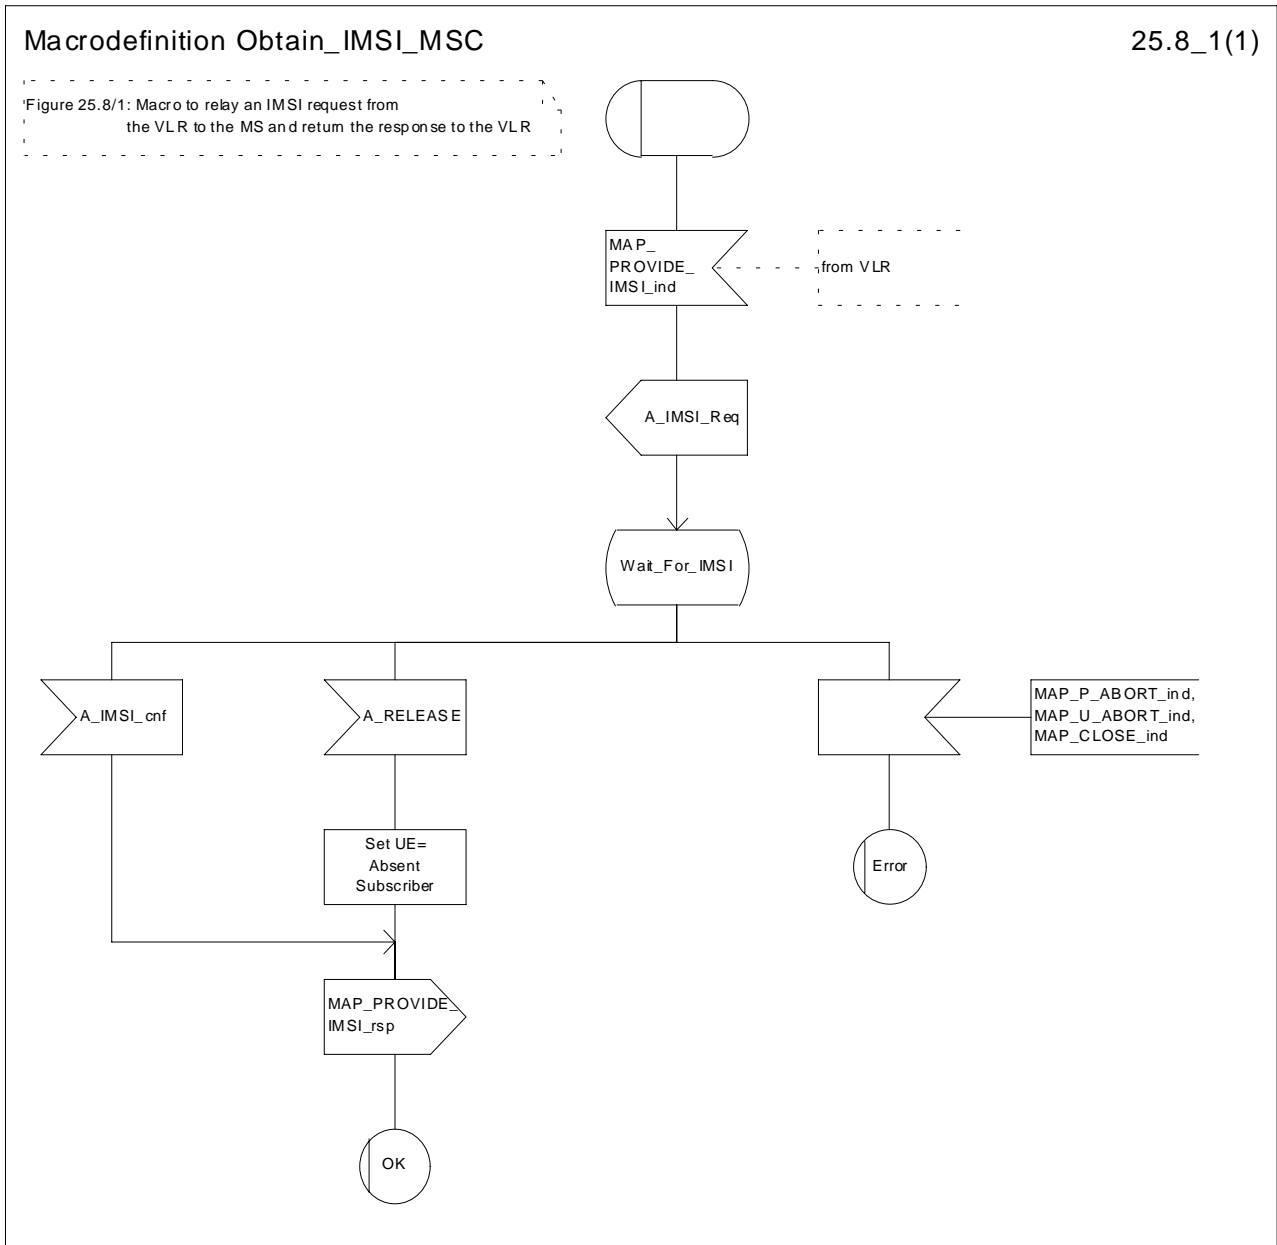 Macrodefinition Obtain_IMSI_MSC
25.8_1(1)
Figure 25.8/1: Macro to relay an IMSI request from
the VLR to the MS and return the response to the VLR
MAP_
PROVIDE_
IMSI_ind
from VLR
A_IMSI_Req
Wait_For_IMSI
A_IMSI_cnf
A_RELEASE
MAP_P_ABORT_ind,
MAP_U_ABORT_ind,
MAP_CLOSE_ind
Set UE=
Absent
Subscriber
Error
MAP_PROVIDE_
IMSI_rsp
OK